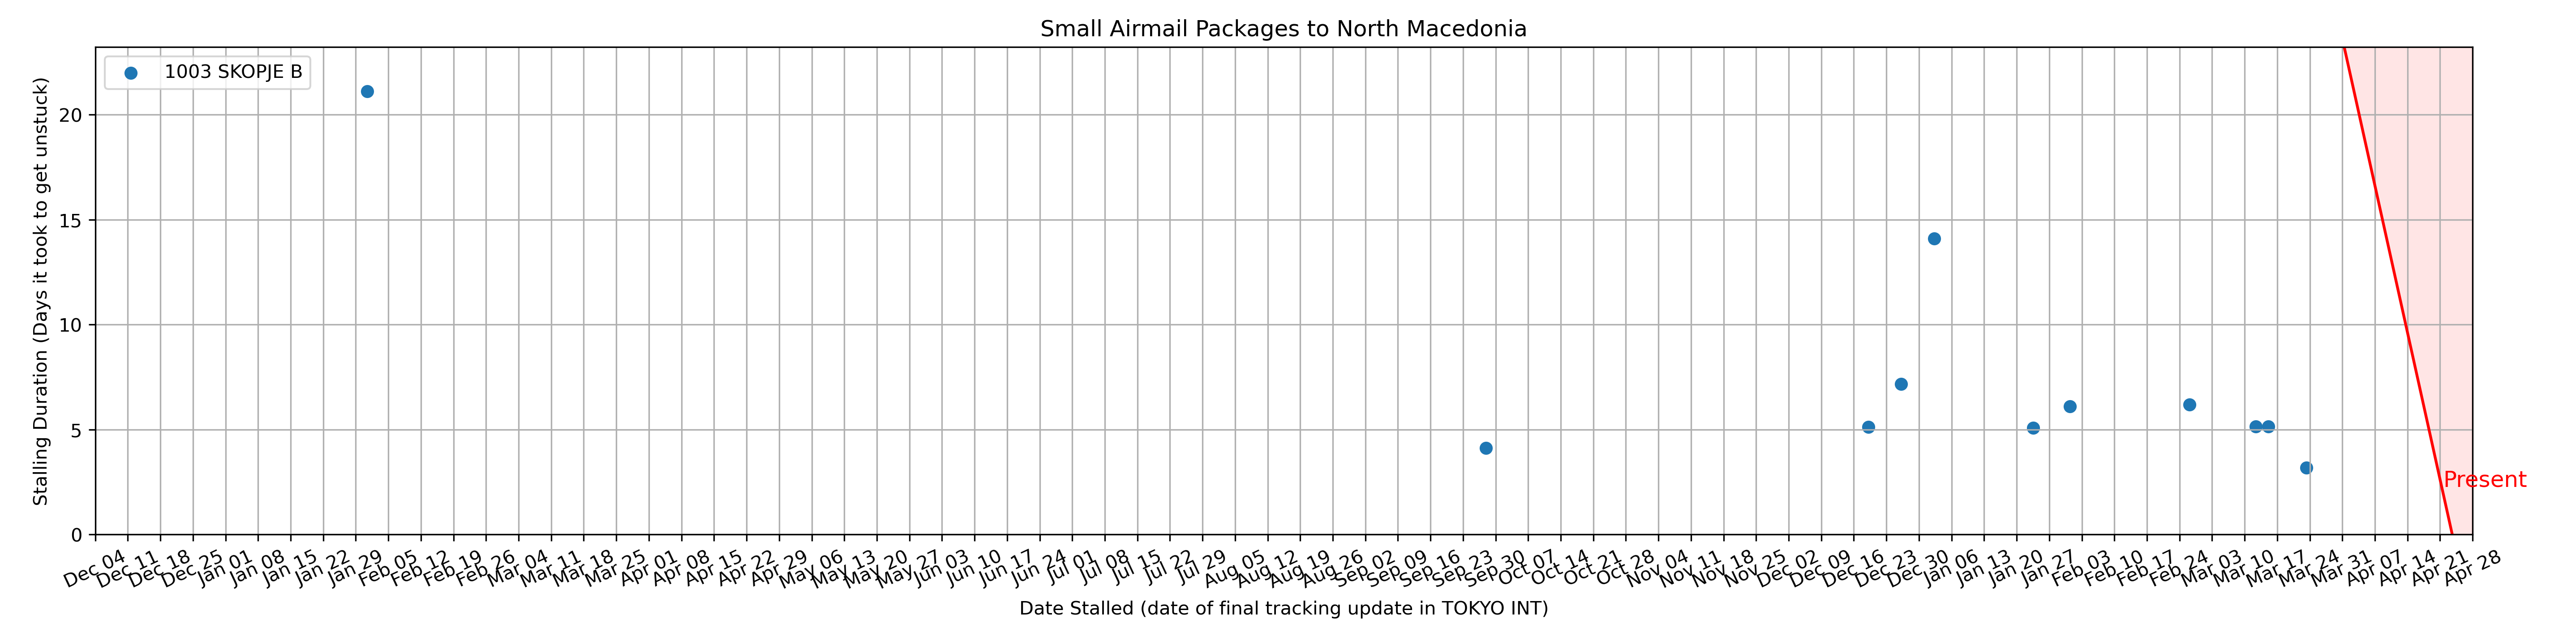 Small Airmail Packages to North Macedonia
1003 SKOPJE B
Stalling Duration (Days it took to get unstuck)
20
15
10
5
0
Present
Dec 04 Dec 11 Dec 18 Dec 25 Jan 01 Jan 08 Jan 15 Jan 22 Jan 29 Feb 05 Feb 12 Feb 19 Feb 26 Mar 04 Mar 11 Mar 18 Mar 25 Apr 01 Apr 08 Apr 15 Apr 22 Apr 29 May 06 May 13 May 20 May 27 Jun 03 Jun 10 Jun 17 Jun 24 Jul 01 Jul 08 Jul 15 Jul 22 Jul 29 Aug 05 Aug 12 Aug 19 Aug 26 Sep 02 Sep 09 Sep 16 Sep 23 Sep 30 Oct 07 Oct 14 Oct 21 Oct 28 Nov 04 Nov 11 Nov 18 Nov 25 Dec 02 Dec 09 Dec 16 Dec 23 Dec 30 Jan 06 Jan 13 Jan 20 Jan 27 Feb 03 Feb 10 Feb 17 Feb 24 Mar 03 Mar 10 Mar 17 Mar 24 Mar 31 Apr 07 Apr 14 Apr 21 Apr 28
Date Stalled (date of final tracking update in TOKYO INT)